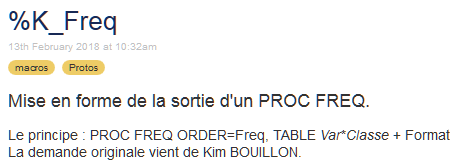 %K_Freq
13th February 2018 at 10:32am
macros Protos
Mise en forme de la sortie d'un PROC FREQ.
Le principe : PROC FREQ ORDER=Freq, TABLE Var*Classe + Format
La demande originale vient de Kim BOUILLON.